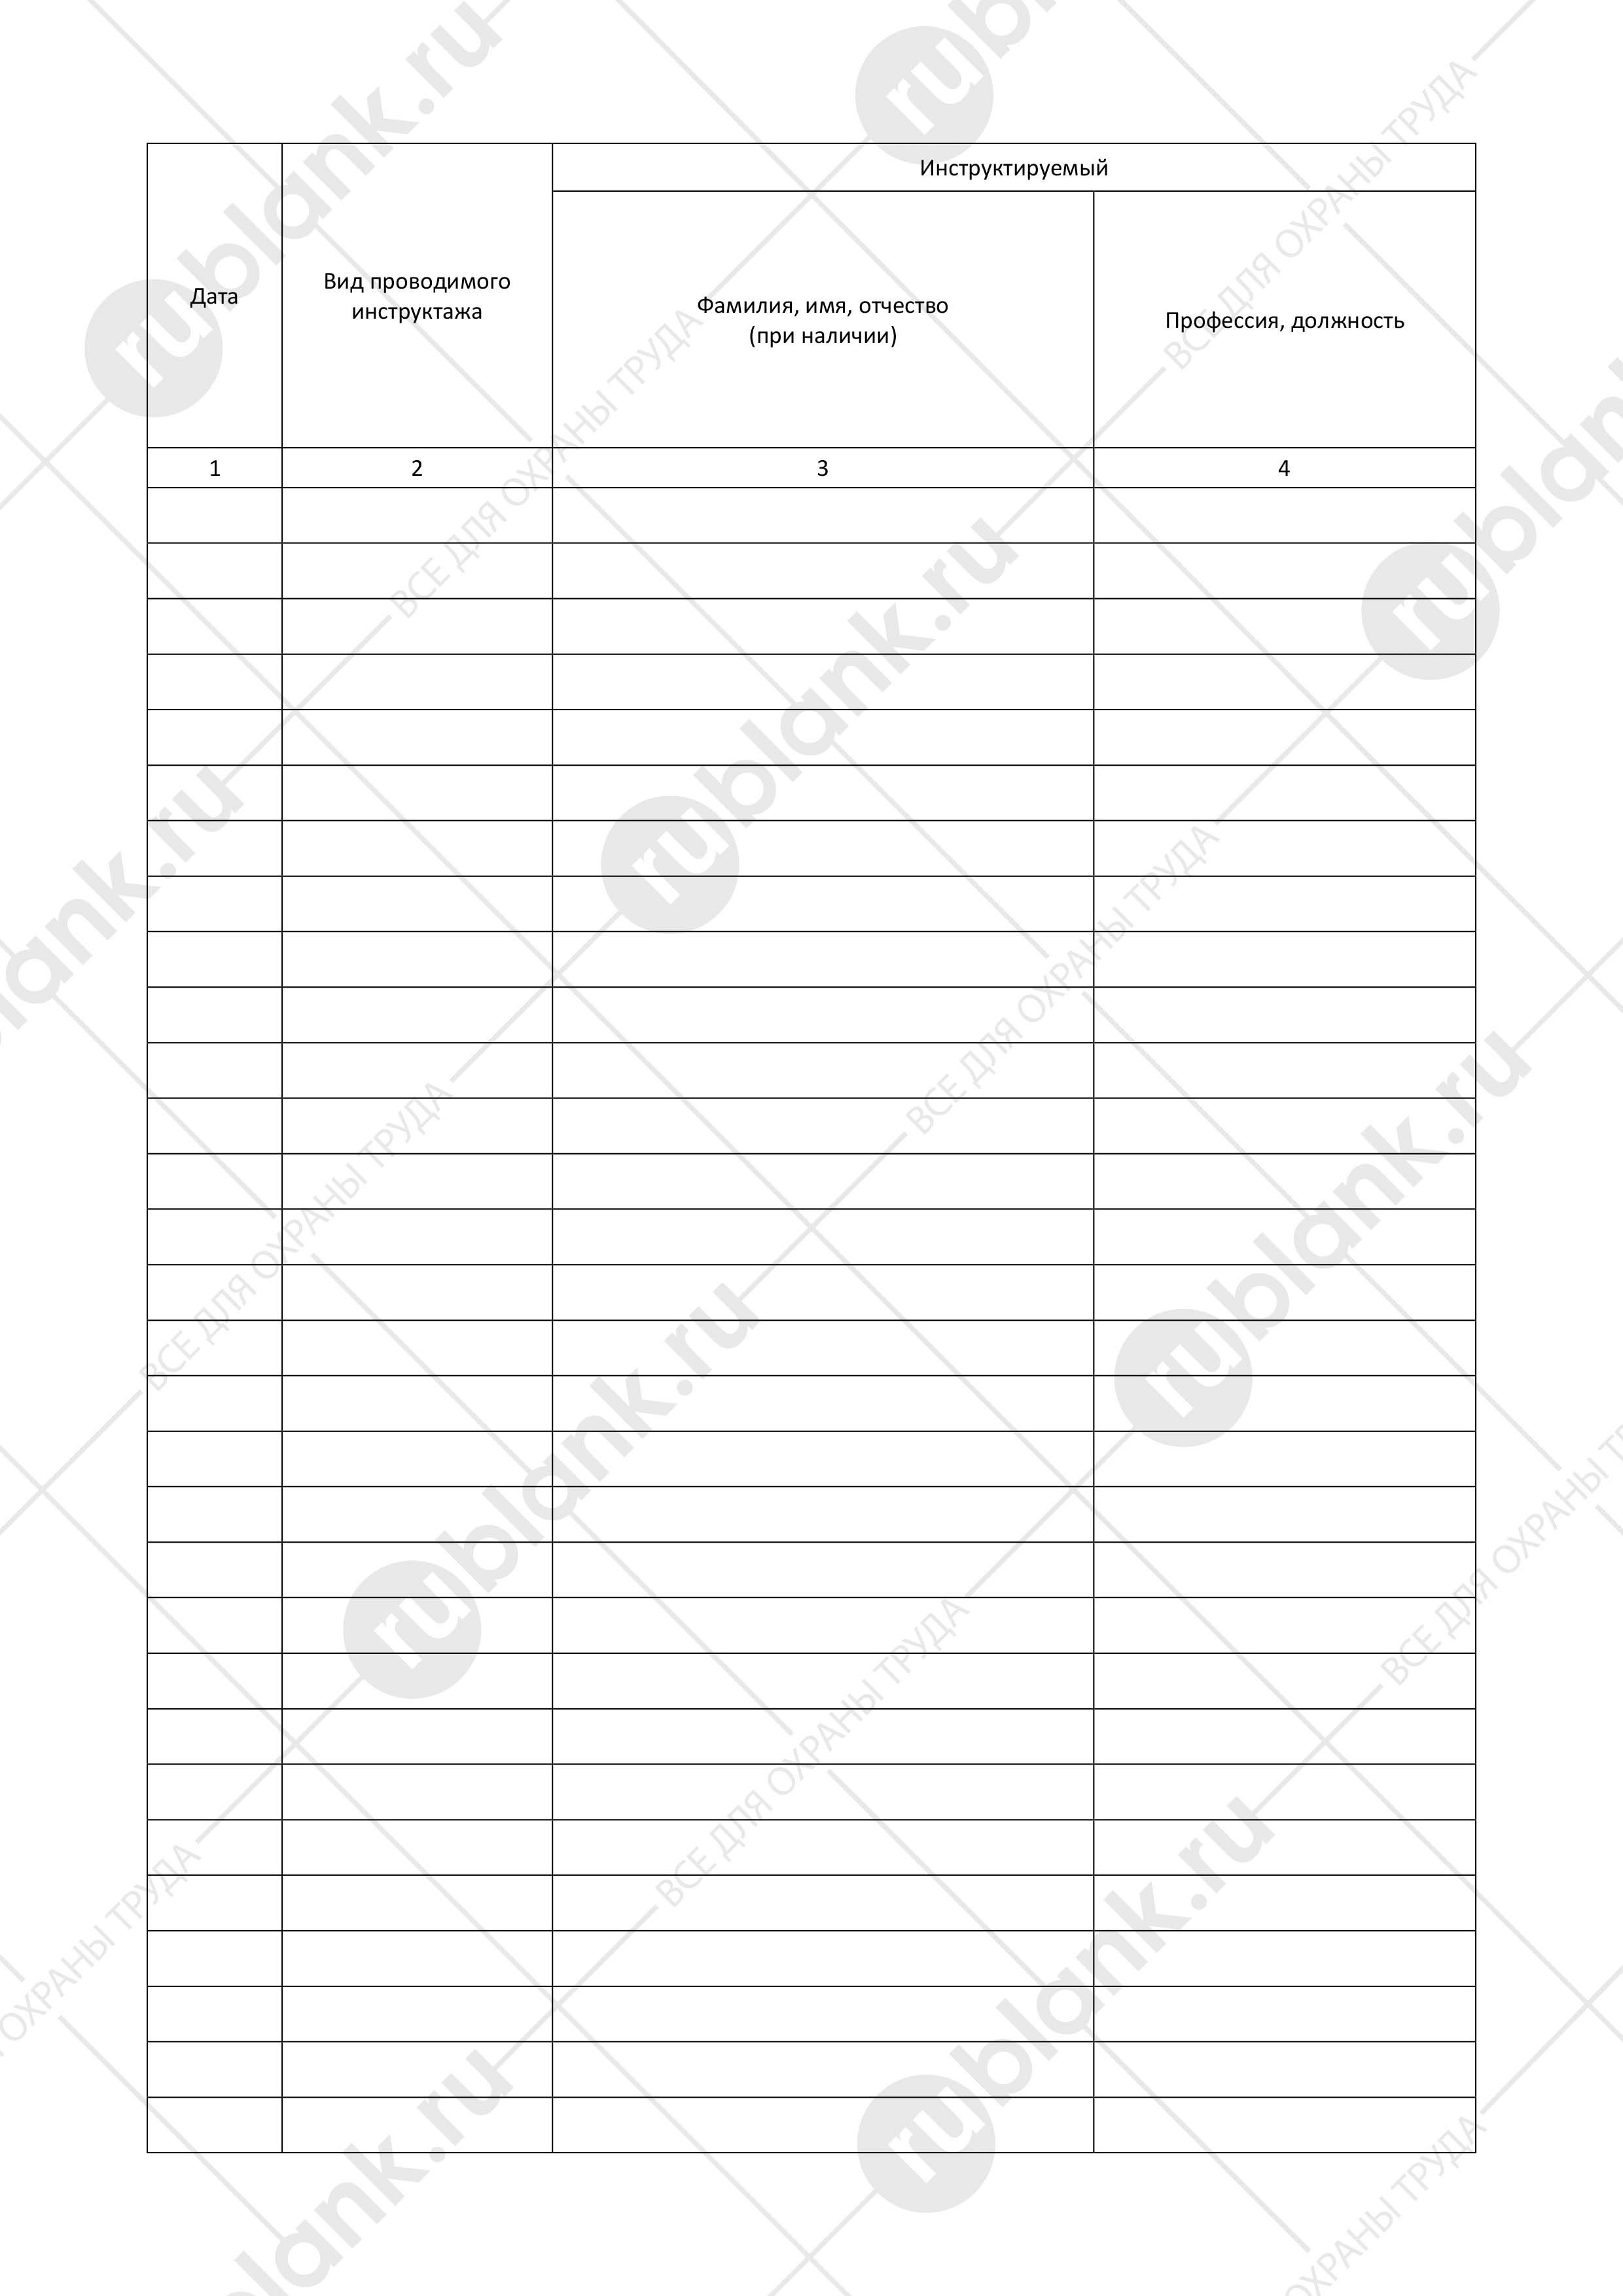 Инструктируемый
Дата
Вид проводимого
инструктажа
Фамилия, имя, отчество
(при наличии)
Профессия, должность
1
2
3
4
rublank.ru
ВСЕ ДЛЯ ОХРАНЫ ТРУДА